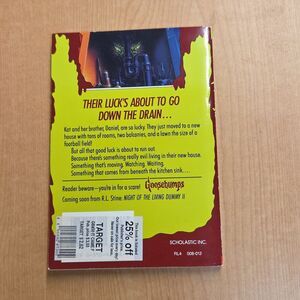 THEIR LUCK'S ABOUT TO GO
DOWN THE DRAIN...
Kat and her brother, Daniel, are so lucky. They just moved to a new
house with tons of rooms, two balconies, and a lawn the size of a
football field!
But all that good luck is about to run out.
Because there's something really evil living in their new house.
Something that's moving. Watching. Waiting.
Something that comes from beneath the kitchen sink....
Reader beware—you're in for a scare!
Goosebumps
Coming soon from R.L. Stine: NIGHT OF THE LIVING DUMMY II
25% off
TARGET
SCHOLASTIC INC.